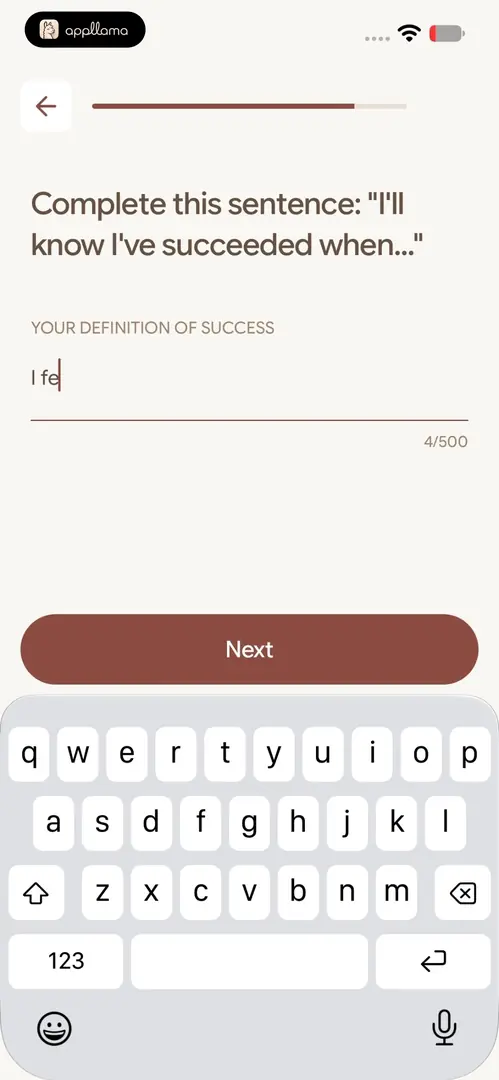 appllama
Complete this sentence: "I'll
know I've succeeded when..."
YOUR DEFINITION OF SUCCESS
I fe
4/500
Next
q w e r t y u i o p
a s d f g h j k l
z x c v b n m
123